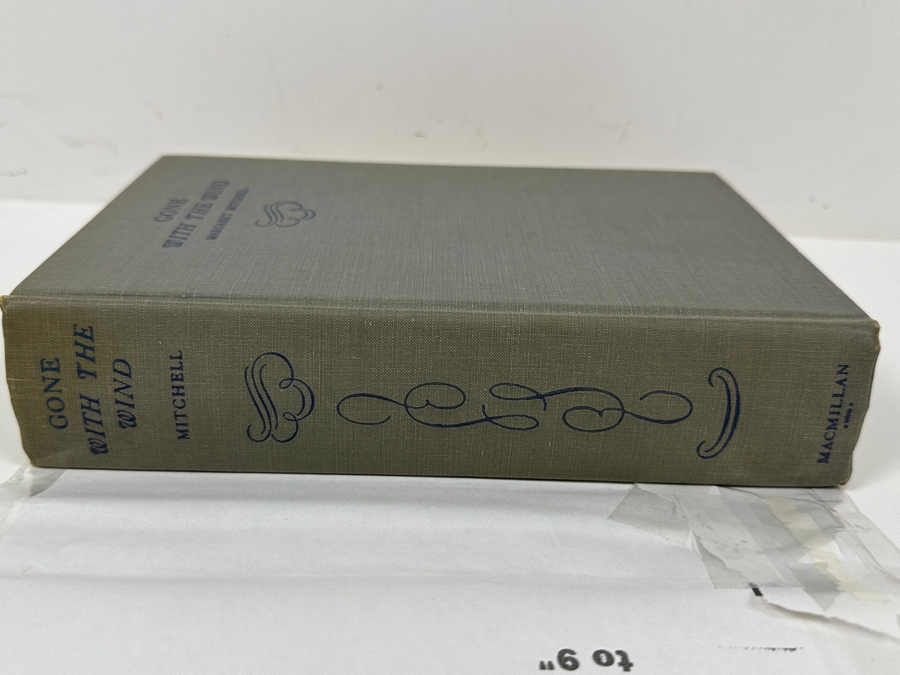 GONE
WITH THE WIND
MARGARET MITCHELL
GONE
WITH THE
WIND
MITCHELL
MACMILLAN
to 9"